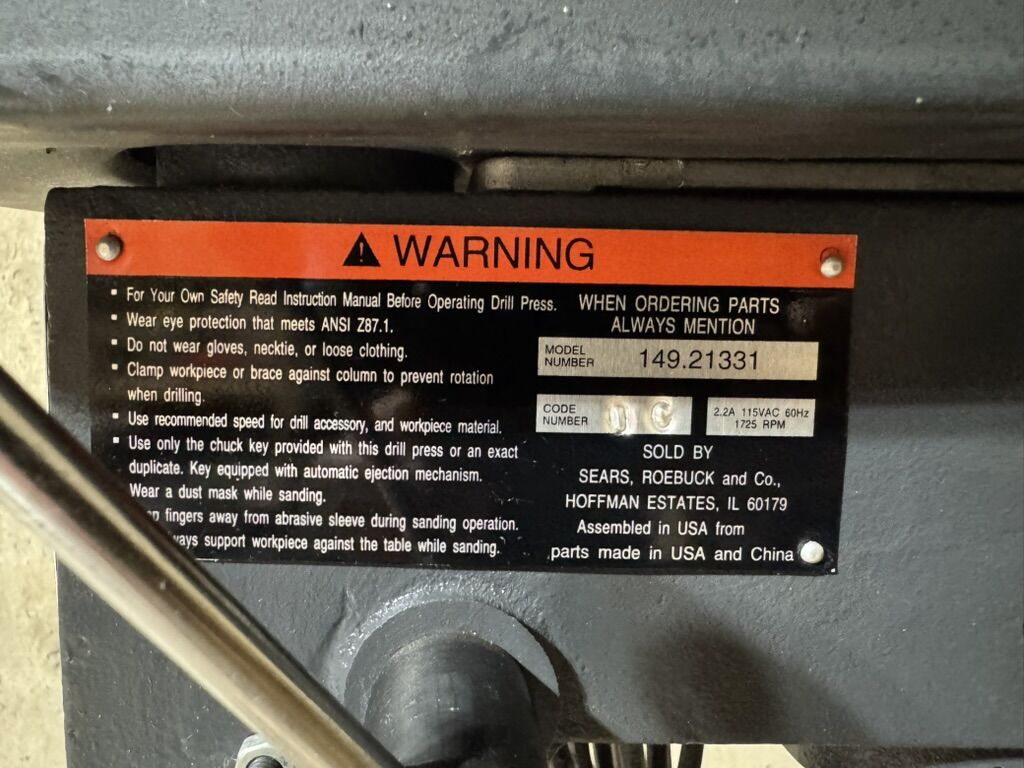 WARNING
▪ For Your Own Safety Read Instruction Manual Before Operating Drill Press.
▪ Wear eye protection that meets ANSI Z87.1.
▪ Do not wear gloves, necktie, or loose clothing.
▪ Clamp workpiece or brace against column to prevent rotation
when drilling.
▪ Use recommended speed for drill accessory, and workpiece material.
▪ Use only the chuck key provided with this drill press or an exact
duplicate. Key equipped with automatic ejection mechanism.
Wear a dust mask while sanding.
fingers away from abrasive sleeve during sanding operation.
support workpiece against the table while sanding.
WHEN ORDERING PARTS
ALWAYS MENTION
MODEL
NUMBER
149.21331
CODE
NUMBER
2.2A 115VAC 60Hz
1725 RPM
SOLD BY
SEARS, ROEBUCK and Co.,
HOFFMAN ESTATES, IL 60179
Assembled in USA from
parts made in USA and China